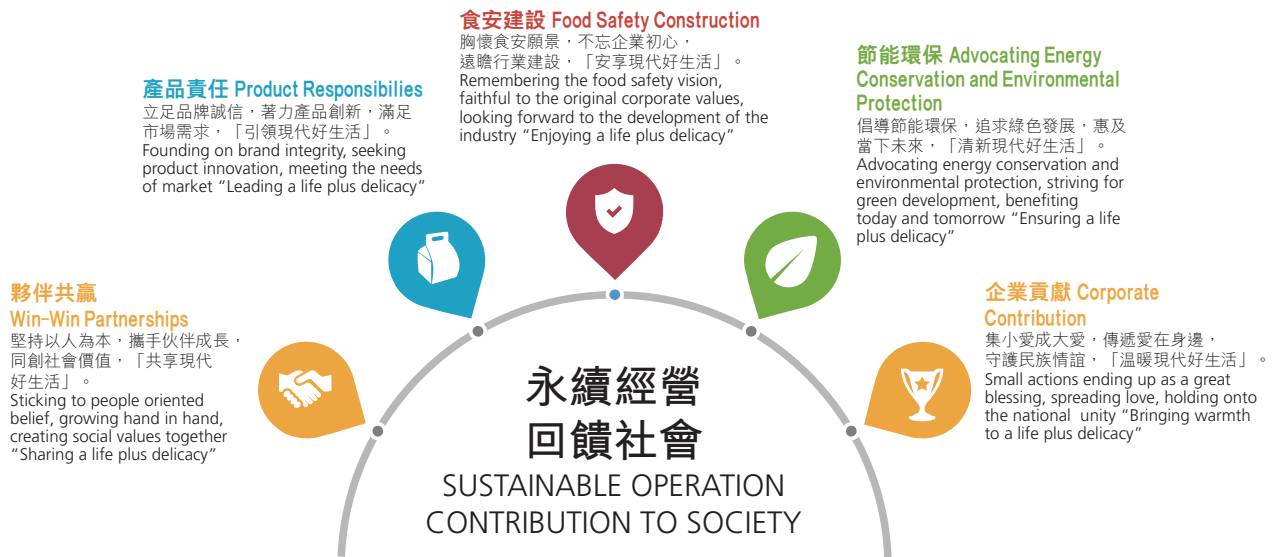 夥伴共贏
Win-Win Partnerships
堅持以人為本，攜手伙伴成長，
同創社會價值，「共享現代
好生活」。
Sticking to people oriented
belief, growing hand in hand,
creating social values together
“Sharing a life plus delicacy”
產品責任 Product Responsibilies
立足品牌誠信，著力產品創新，滿足
市場需求，「引領現代好生活」。
Founding on brand integrity, seeking
product innovation, meeting the needs
of market “Leading a life plus delicacy”
食安建設 Food Safety Construction
胸懷食安願景，不忘企業初心，
遠瞻行業建設，「安享現代好生活」。
Remembering the food safety vision,
faithful to the original corporate values,
looking forward to the development of the
industry “Enjoying a life plus delicacy”
節能環保 Advocating Energy
Conservation and Environmental
Protection
倡導節能環保，追求綠色發展，惠及
當下未來，「清新現代好生活」。
Advocating energy conservation and
environmental protection, striving for
green development, benefiting
today and tomorrow “Ensuring a life
plus delicacy”
企業貢獻 Corporate
Contribution
集小愛成大愛，傳遞愛在身邊，
守護民族情誼，「温暖現代好生活」。
Small actions ending up as a great
blessing, spreading love, holding onto
the national unity “Bringing warmth
to a life plus delicacy”
永續經營
回饋社會
SUSTAINABLE OPERATION
CONTRIBUTION TO SOCIETY